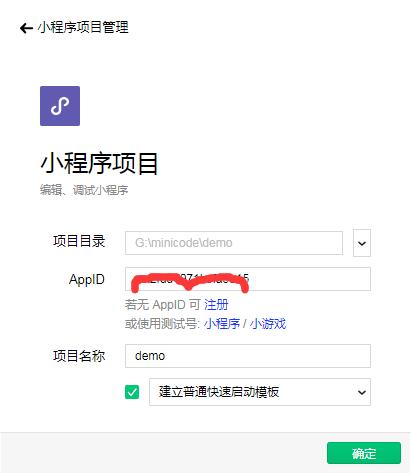 小程序项目管理
小程序项目
编辑、调试小程序
项目目录 G:\minicode\demo
AppID
若无 AppID 可 注册
或使用测试号: 小程序 / 小游戏
项目名称 demo
建立普通快速启动模板
确定